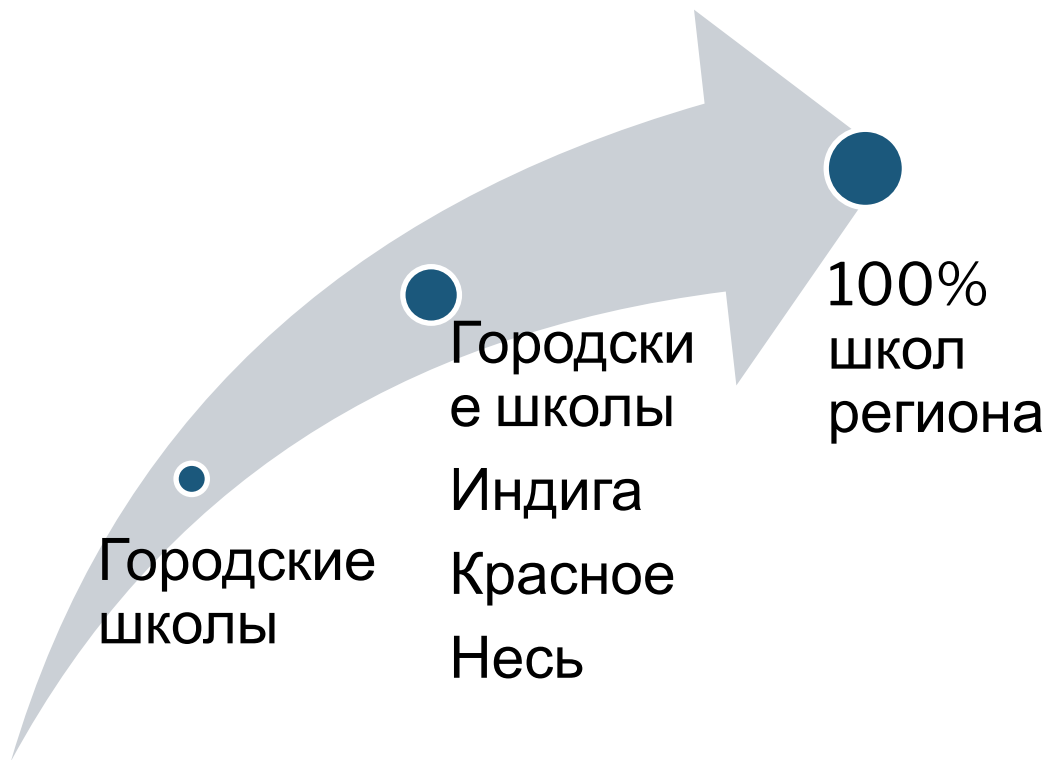 Городские
школы
Городски
е школы
Индига
Красное
Несь
100%
школ
региона